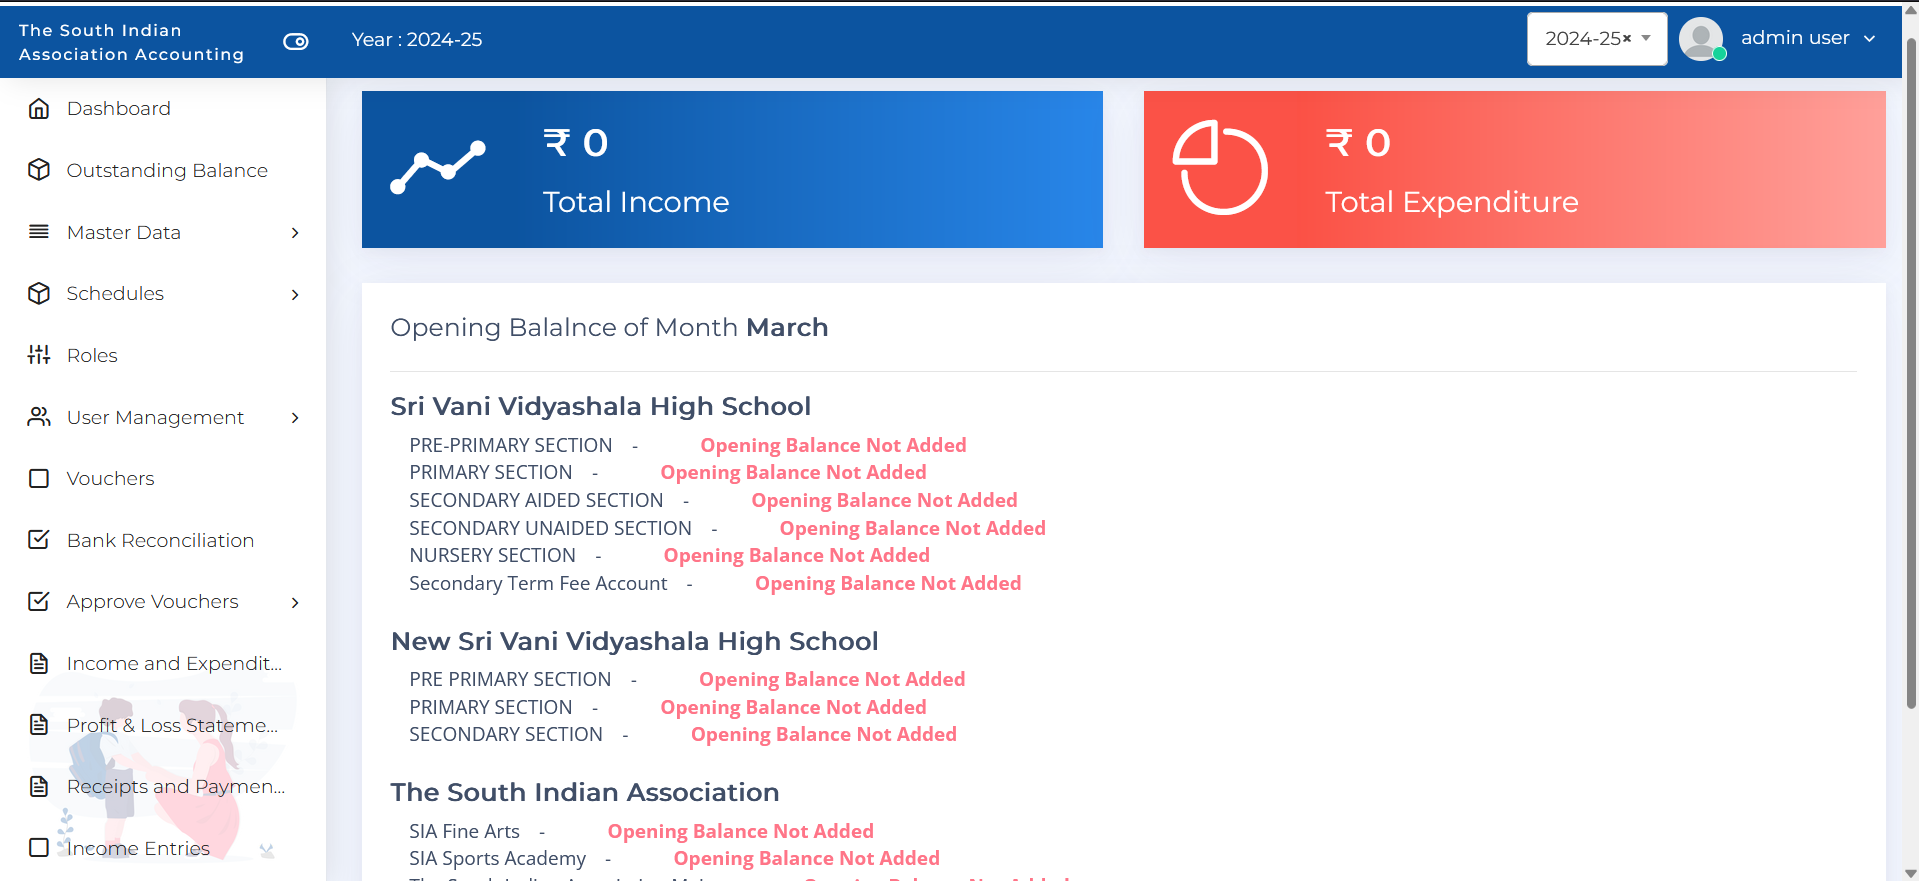 The South Indian
Association Accounting
Year : 2024-25
2024-25×
admin user
Dashboard
Outstanding Balance
Master Data
Schedules
Roles
User Management
Vouchers
Bank Reconciliation
Approve Vouchers
Income and Expendit...
Profit & Loss Stateme...
Receipts and Paymen...
Income Entries
₹ 0
Total Income
₹ 0
Total Expenditure
Opening Balalnce of Month March
Sri Vani Vidyashala High School
PRE-PRIMARY SECTION - Opening Balance Not Added
PRIMARY SECTION - Opening Balance Not Added
SECONDARY AIDED SECTION - Opening Balance Not Added
SECONDARY UNAIDED SECTION - Opening Balance Not Added
NURSERY SECTION - Opening Balance Not Added
Secondary Term Fee Account - Opening Balance Not Added
New Sri Vani Vidyashala High School
PRE PRIMARY SECTION - Opening Balance Not Added
PRIMARY SECTION - Opening Balance Not Added
SECONDARY SECTION - Opening Balance Not Added
The South Indian Association
SIA Fine Arts - Opening Balance Not Added
SIA Sports Academy - Opening Balance Not Added